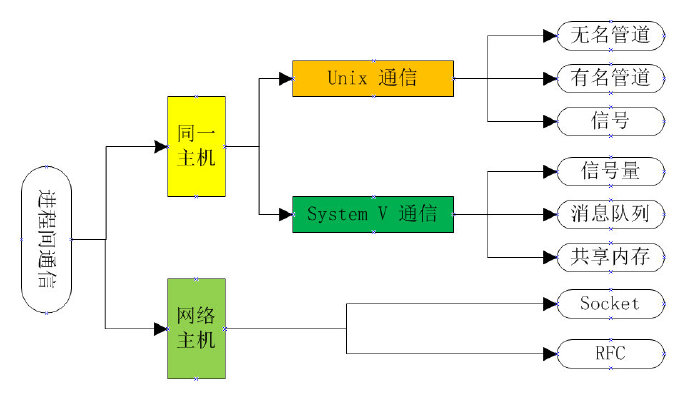 进程间通信
同一
主机
网络
主机
Unix 通信
System V 通信
无名管道
有名管道
信号
信号量
消息队列
共享内存
Socket
RFC